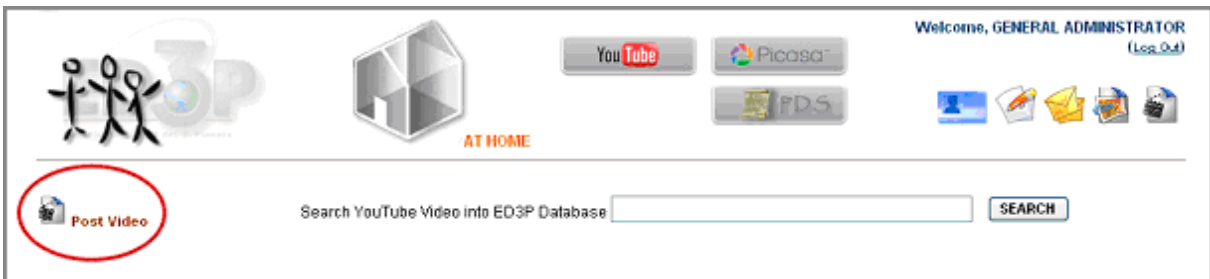 Welcome, GENERAL ADMINISTRATOR
(Log Out)
ED3P
You Tube
Picasa
P.D.S
AT HOME
Post Video
Search YouTube Video into ED3P Database
SEARCH